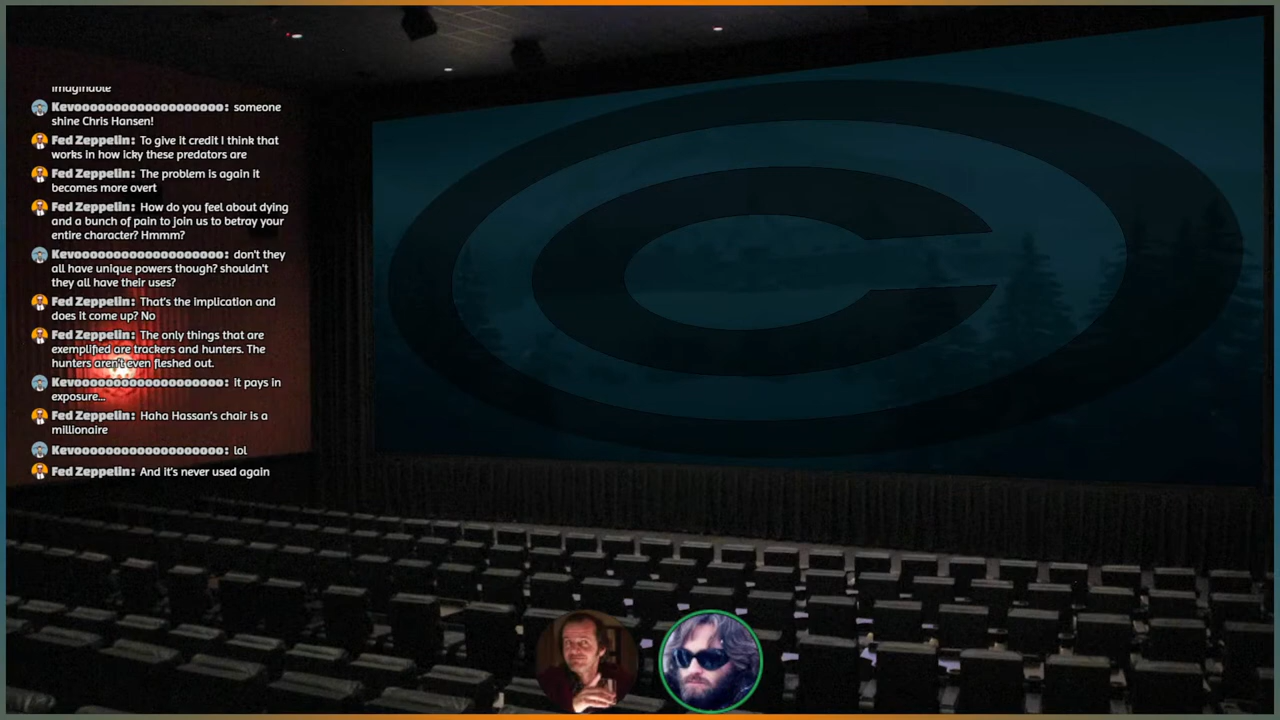 imaginable
Kevooooooooooooooooooo: someone
shine Chris Hansen!
Fed Zeppelin: To give it credit I think that
works in how icky these predators are
Fed Zeppelin: The problem is again it
becomes more overt
Fed Zeppelin: How do you feel about dying
and a bunch of pain to join us to betray your
entire character? Hmmm?
Kevooooooooooooooooooo: don't they
all have unique powers though? shouldn't
they all have their uses?
Fed Zeppelin: That's the implication and
does it come up? No
Fed Zeppelin: The only things that are
exemplified are trackers and hunters. The
hunters aren't even fleshed out.
Kevooooooooooooooooooo: It pays in
exposure...
Fed Zeppelin: Haha Hassan's chair is a
millionaire
Kevooooooooooooooooooo: lol
Fed Zeppelin: And it's never used again